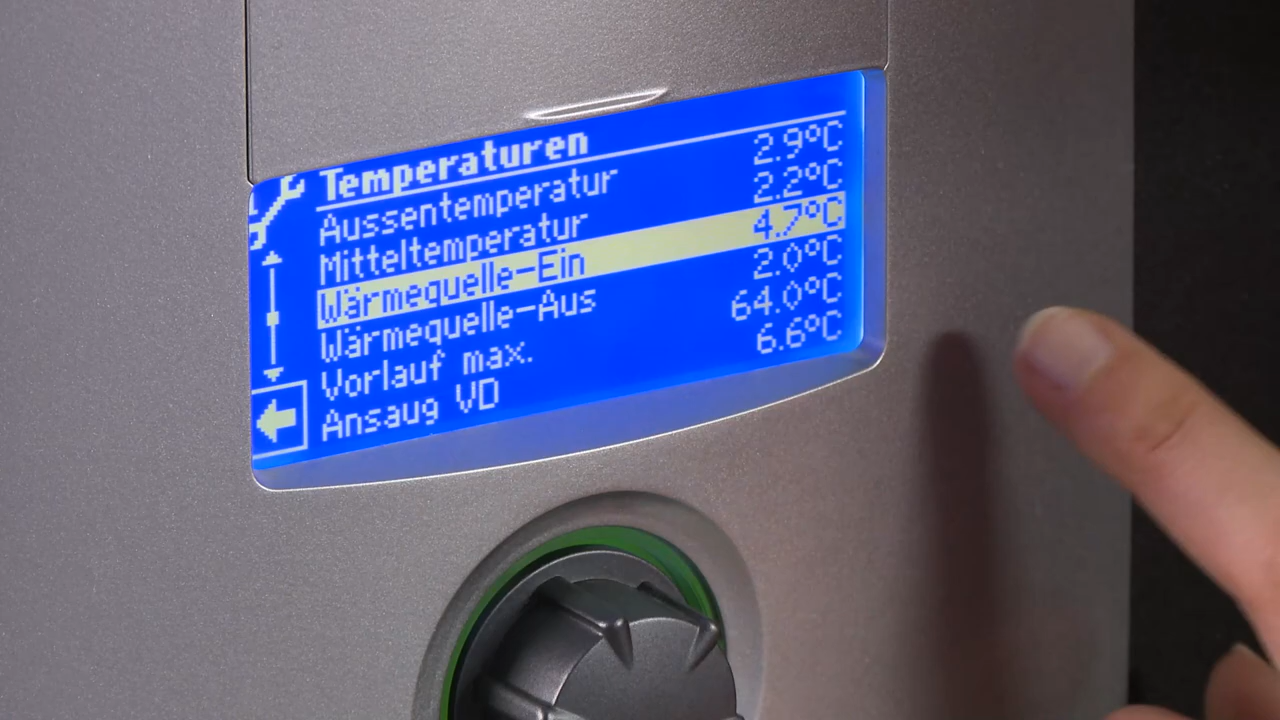 Temperaturen
Aussentemperatur 2.9°C
Mitteltemperatur 2.2°C
Wärmequelle-Ein 4.7°C
Wärmequelle-Aus 2.0°C
Vorlauf max. 64.0°C
Ansaug VD 6.6°C